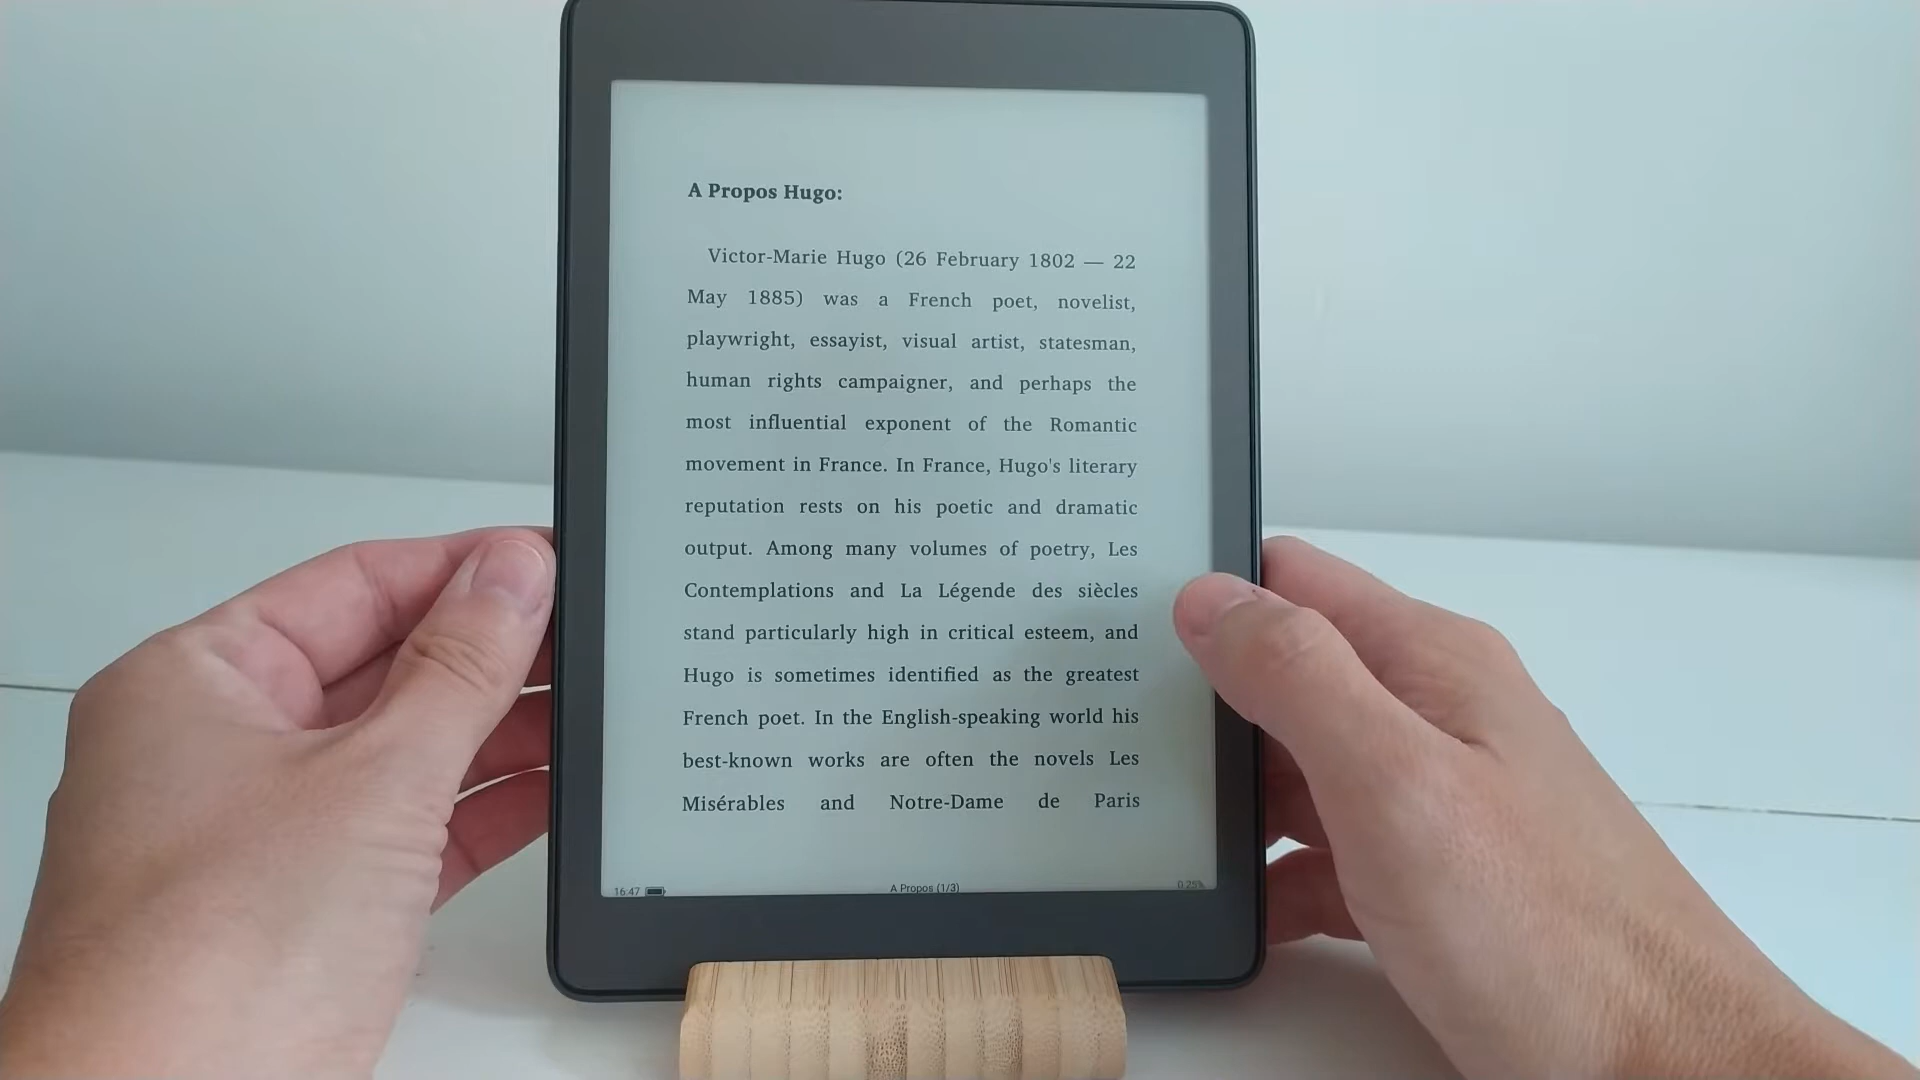 A Propos Hugo:
Victor-Marie Hugo (26 February 1802 — 22
May 1885) was a French poet, novelist,
playwright, essayist, visual artist, statesman,
human rights campaigner, and perhaps the
most influential exponent of the Romantic
movement in France. In France, Hugo's literary
reputation rests on his poetic and dramatic
output. Among many volumes of poetry, Les
Contemplations and La Légende des siècles
stand particularly high in critical esteem, and
Hugo is sometimes identified as the greatest
French poet. In the English-speaking world his
best-known works are often the novels Les
Misérables and Notre-Dame de Paris
16:47 A Propos (1/3) 0.25%